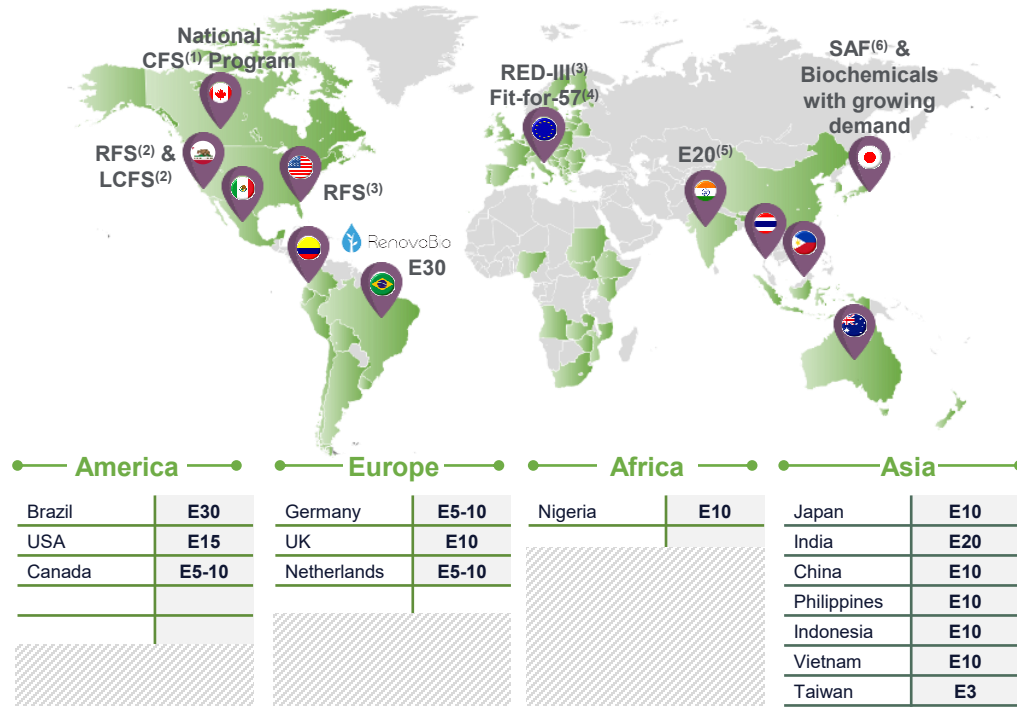 National
CFS(1) Program
RFS(2) &
LCFS(2)
RFS(3)
RenovaBio
E30
RED-III(3)
Fit-for-57(4)
E20(5)
SAF(6) &
Biochemicals
with growing
demand
America
Brazil E30
USA E15
Canada E5-10
Europe
Germany E5-10
UK E10
Netherlands E5-10
Africa
Nigeria E10
Asia
Japan E10
India E20
China E10
Philippines E10
Indonesia E10
Vietnam E10
Taiwan E3